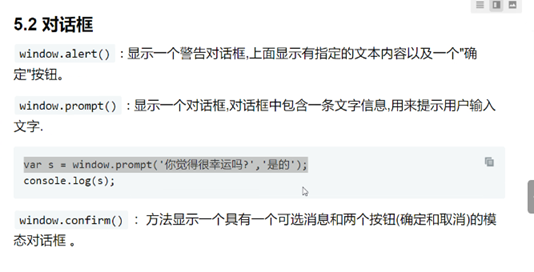 5.2 对话框
window.alert() : 显示一个警告对话框,上面显示有指定的文本内容以及一个"确
定"按钮。
window.prompt() : 显示一个对话框,对话框中包含一条文字信息,用来提示用户输入
文字.
var s = window.prompt('你觉得很幸运吗?','是的');
console.log(s);
window.confirm() : 方法显示一个具有一个可选消息和两个按钮(确定和取消)的模
态对话框 。